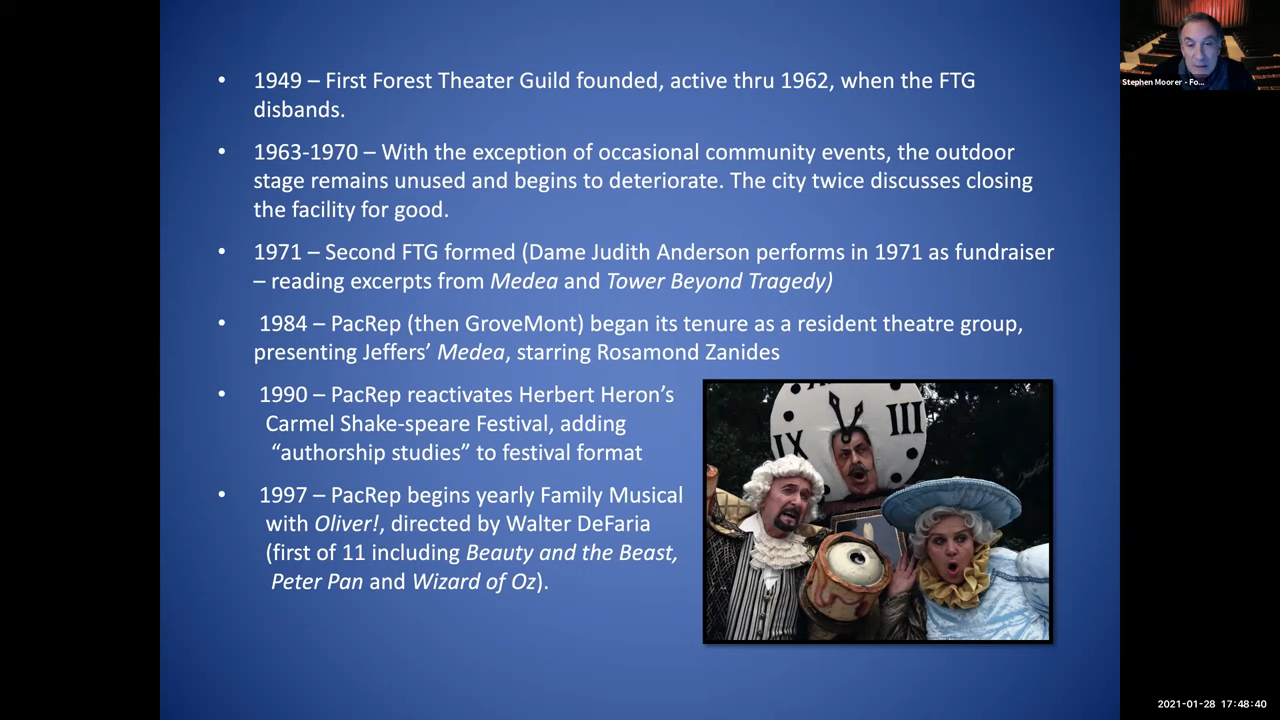 • 1949 – First Forest Theater Guild founded, active thru 1962, when the FTG
disbands.
• 1963-1970 – With the exception of occasional community events, the outdoor
stage remains unused and begins to deteriorate. The city twice discusses closing
the facility for good.
• 1971 – Second FTG formed (Dame Judith Anderson performs in 1971 as fundraiser
– reading excerpts from Medea and Tower Beyond Tragedy)
• 1984 – PacRep (then GroveMont) began its tenure as a resident theatre group,
presenting Jeffers’ Medea, starring Rosamond Zanides
• 1990 – PacRep reactivates Herbert Heron’s
Carmel Shake-speare Festival, adding
“authorship studies” to festival format
• 1997 – PacRep begins yearly Family Musical
with Oliver!, directed by Walter DeFaria
(first of 11 including Beauty and the Beast,
Peter Pan and Wizard of Oz).
IX
III
Stephen Moorer - Fo...
2021-01-28 17:48:40